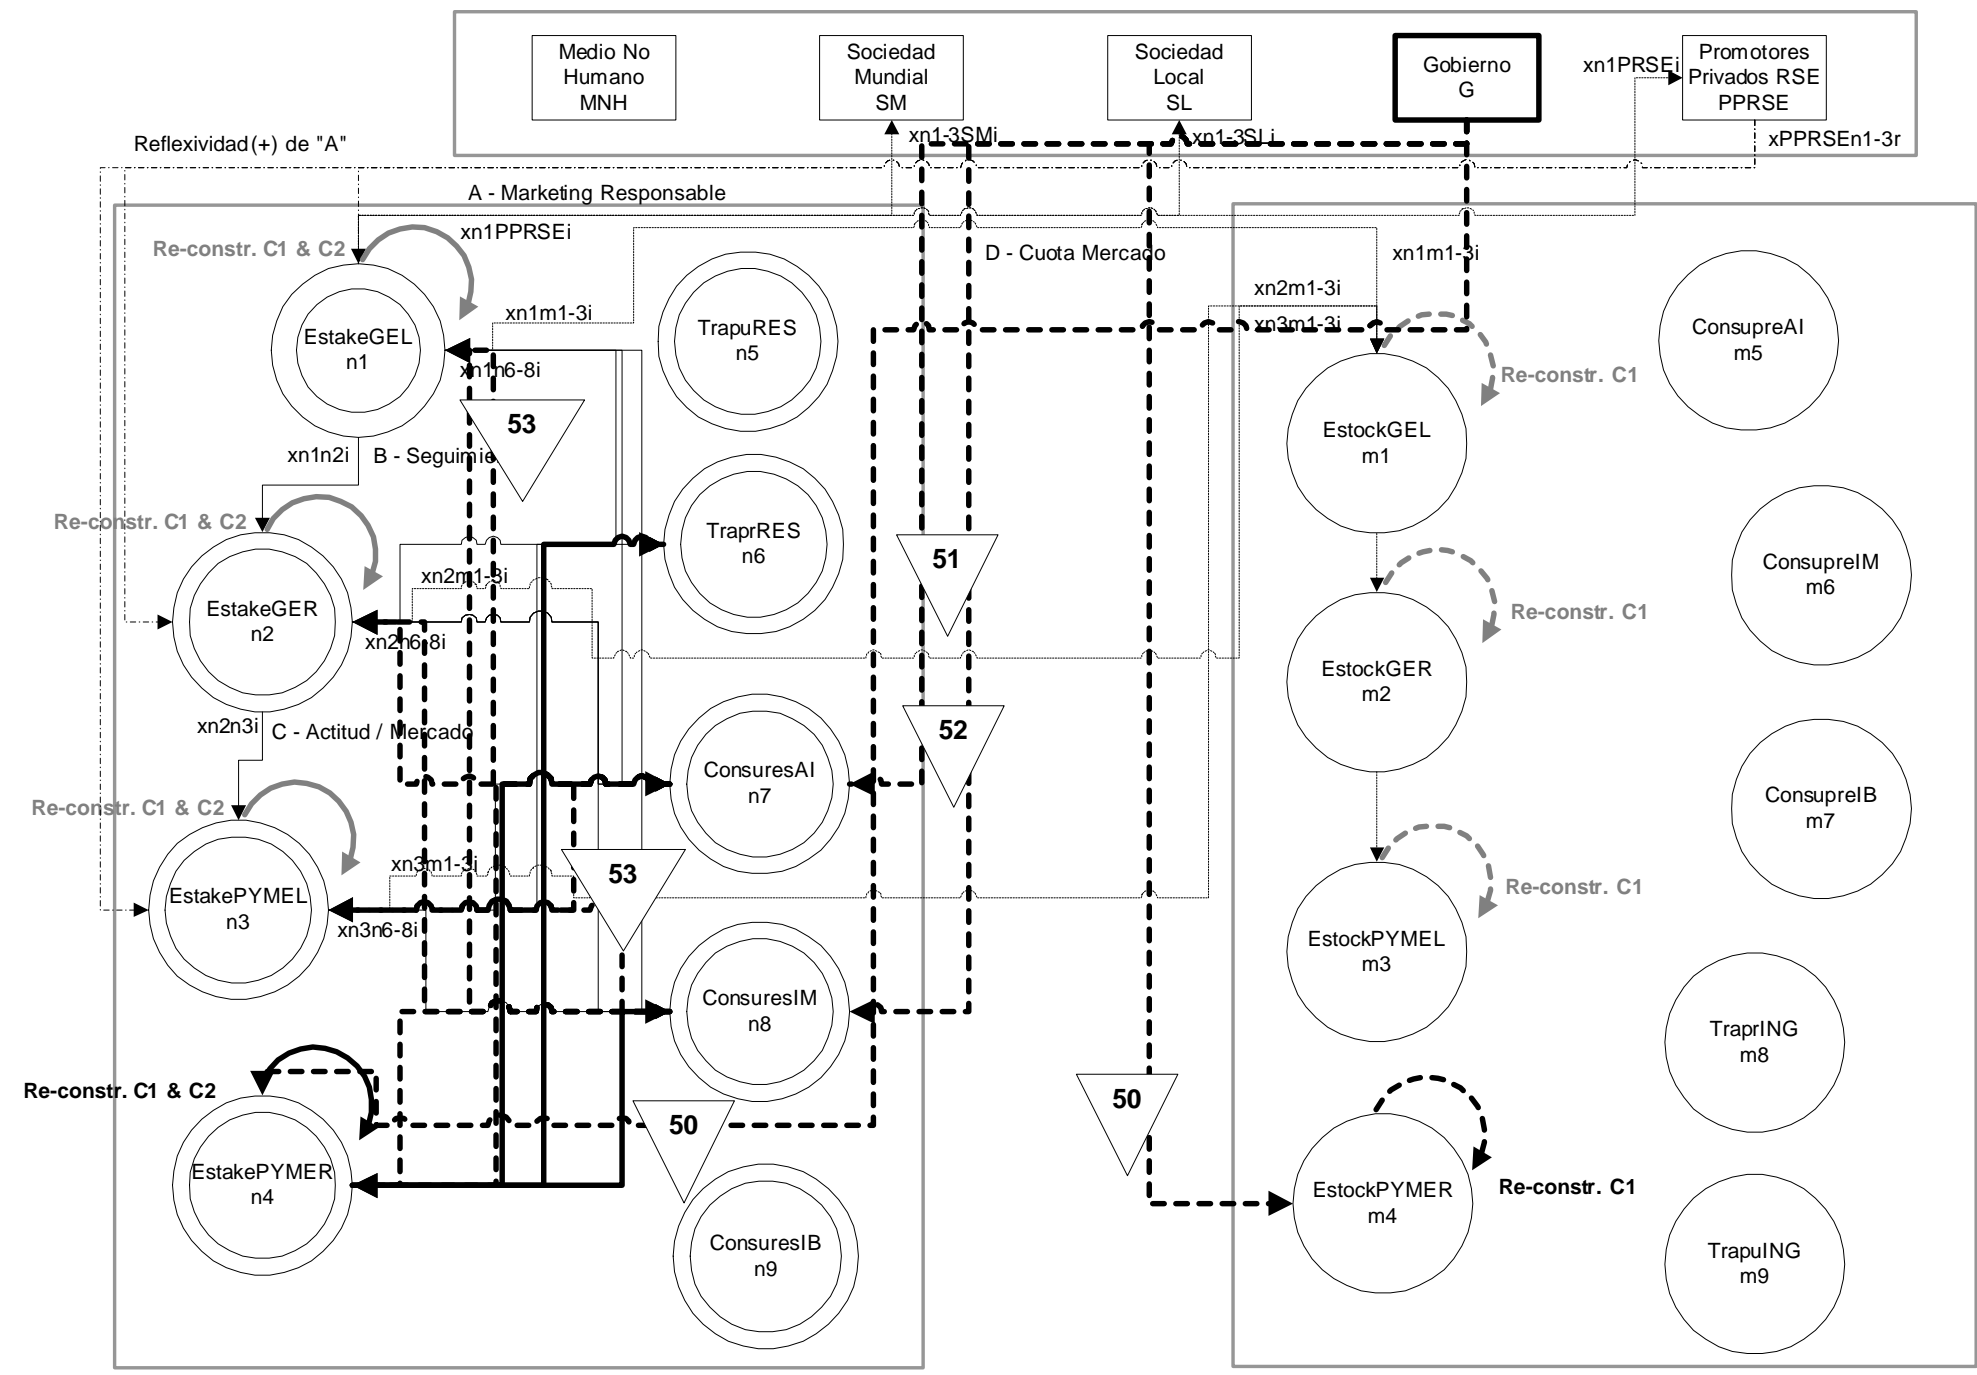 Medio No
Humano
MNH
Sociedad
Mundial
SM
Sociedad
Local
SL
Gobierno
G
xn1PRSEi
Promotores
Privados RSE
PPRSE
Reflexividad (+) de "A"
xn1-3SMi
xn1-3SLi
xPPRSEn1-3r
A - Marketing Responsable
Re-constr. C1 & C2
xn1PPRSEi
D - Cuota Mercado
xn1m1-3i
xn2m1-3i
xn3m1-3i
xn1m1-3i
EstakeGEL
n1
TrapuRES
n5
ConsupreAI
m5
xn1n6-8i
Re-constr. C1
53
EstockGEL
m1
xn1n2i
B - Seguimie
Re-constr. C1 & C2
TraprRES
n6
51
ConsupreIM
m6
xn2m1-3i
EstakeGER
n2
Re-constr. C1
xn2n6-8i
EstockGER
m2
xn2n3i
C - Actitud / Mercado
52
ConsuresAI
n7
ConsupreIB
m7
Re-constr. C1 & C2
xn3m1-3i
53
Re-constr. C1
EstakePYMEL
n3
xn3n6-8i
EstockPYMEL
m3
ConsuresIM
n8
TraprING
m8
Re-constr. C1 & C2
50
50
EstakePYMER
n4
EstockPYMER
m4
Re-constr. C1
ConsuresIB
n9
TrapuING
m9